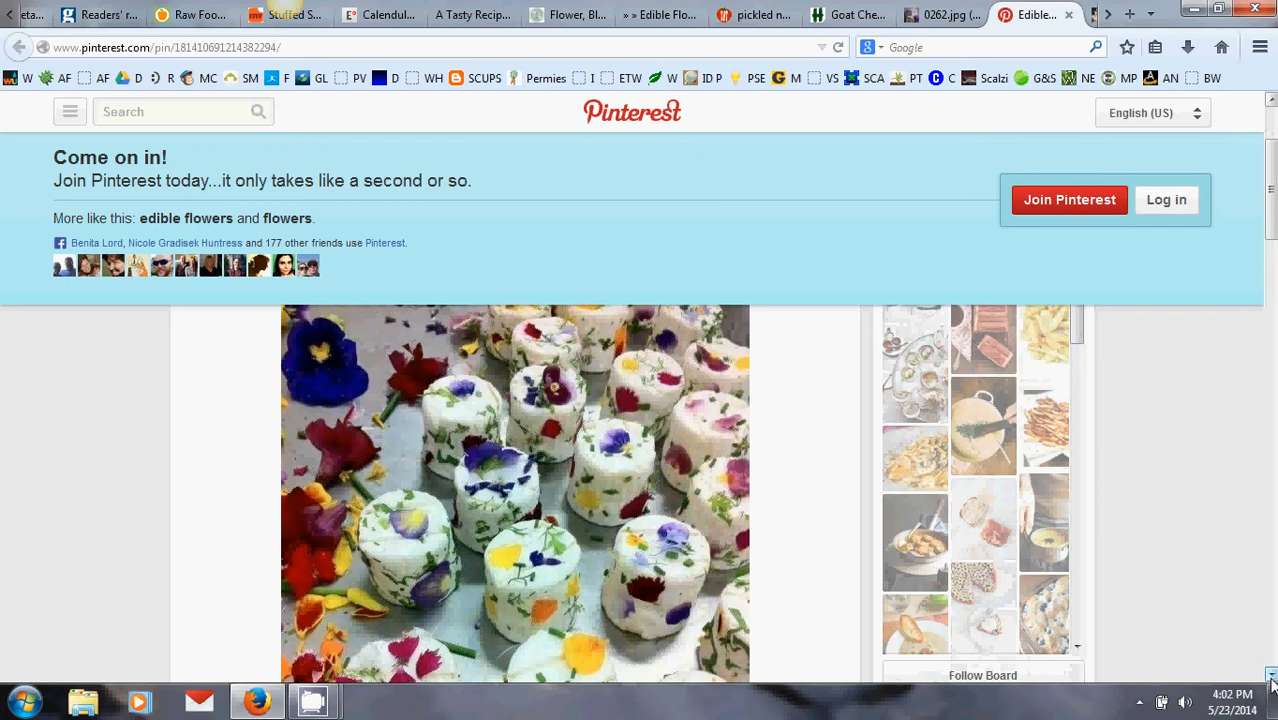 eta...
Readers' r...
Raw Foo...
Stuffed S...
Calendul...
A Tasty Recip...
Flower, Bl...
» » Edible Flo...
pickled n...
Goat Che...
0262.jpg (...
Edible...
www.pinterest.com/pin/181410691214382294/
Google
W AF AF D R MC SM F GL PV D WH SCUPS Permies I ETW W ID P PSE M VS SCA PT C Scalzi G&S NE MP AN BW
Search
Pinterest
English (US)
Come on in!
Join Pinterest today...it only takes like a second or so.
Join Pinterest
Log in
More like this: edible flowers and flowers.
Benita Lord, Nicole Gradisek Huntress and 177 other friends use Pinterest.
Follow Board
4:02 PM
5/23/2014